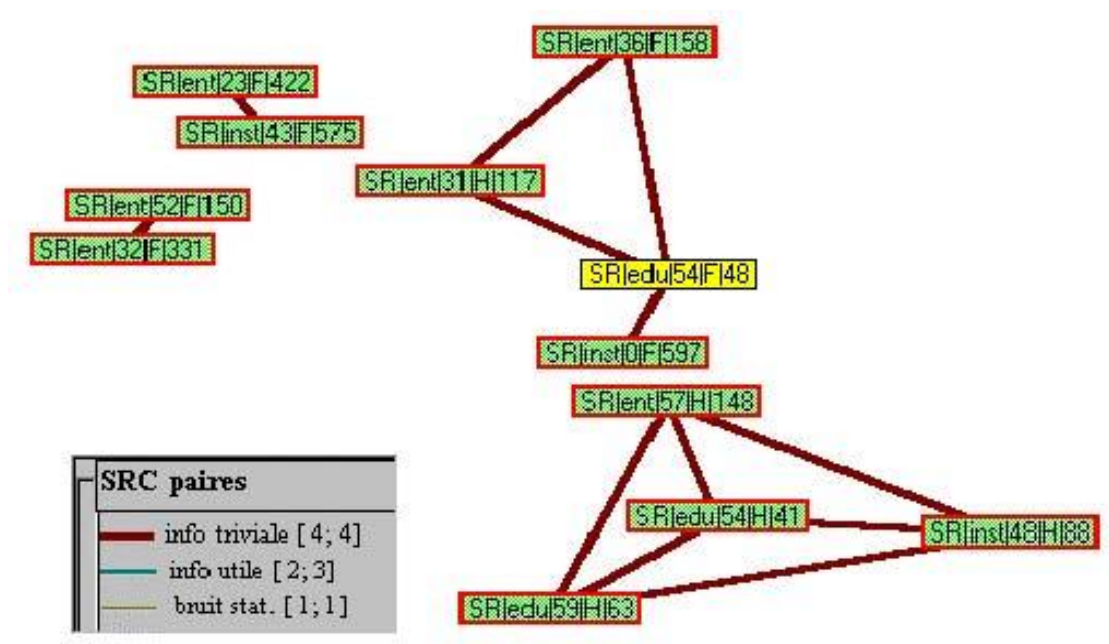 SR|ent|36|F|158
SR|ent|23|F|422
SR|inst|43|F|575
SR|ent|31|H|117
SR|ent|52|F|150
SR|ent|32|F|331
SR|edu|54|F|48
SR|inst|0|F|597
SR|ent|57|H|148
SR|edu|54|H|41
SR|inst|48|H|88
SR|edu|59|H|63
SRC paires
info triviale [4; 4]
info utile [2; 3]
bruit stat. [1; 1]